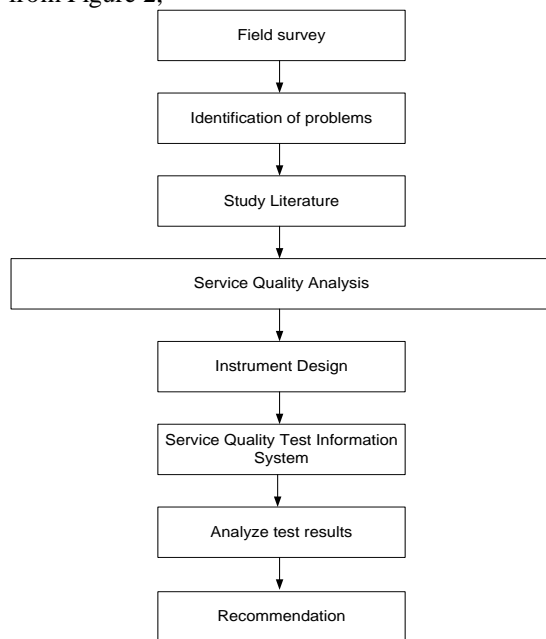 from Figure 2,
Field survey
Identification of problems
Study Literature
Service Quality Analysis
Instrument Design
Service Quality Test Information
System
Analyze test results
Recommendation